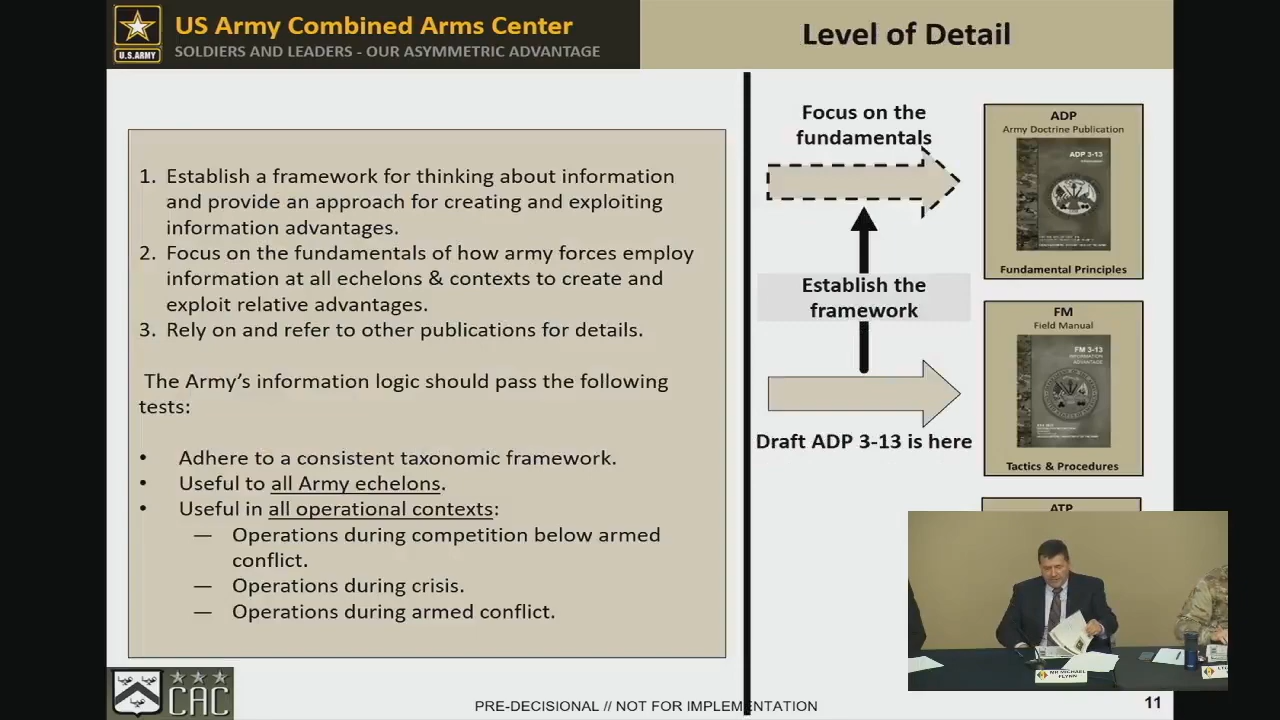 US Army Combined Arms Center
SOLDIERS AND LEADERS - OUR ASYMMETRIC ADVANTAGE
U.S.ARMY
Level of Detail
1. Establish a framework for thinking about information
and provide an approach for creating and exploiting
information advantages.
2. Focus on the fundamentals of how army forces employ
information at all echelons & contexts to create and
exploit relative advantages.
3. Rely on and refer to other publications for details.
The Army’s information logic should pass the following
tests:
• Adhere to a consistent taxonomic framework.
• Useful to all Army echelons.
• Useful in all operational contexts:
— Operations during competition below armed
conflict.
— Operations during crisis.
— Operations during armed conflict.
Focus on the
fundamentals
Establish the
framework
Draft ADP 3-13 is here
ADP
Army Doctrine Publication
ADP 3-13
Fundamental Principles
FM
Field Manual
FM 3-13
INFORMATION
ADVANTAGE
Tactics & Procedures
ATP
MR MICHAEL
FLYNN
CAC
PRE-DECISIONAL // NOT FOR IMPLEMENTATION
11